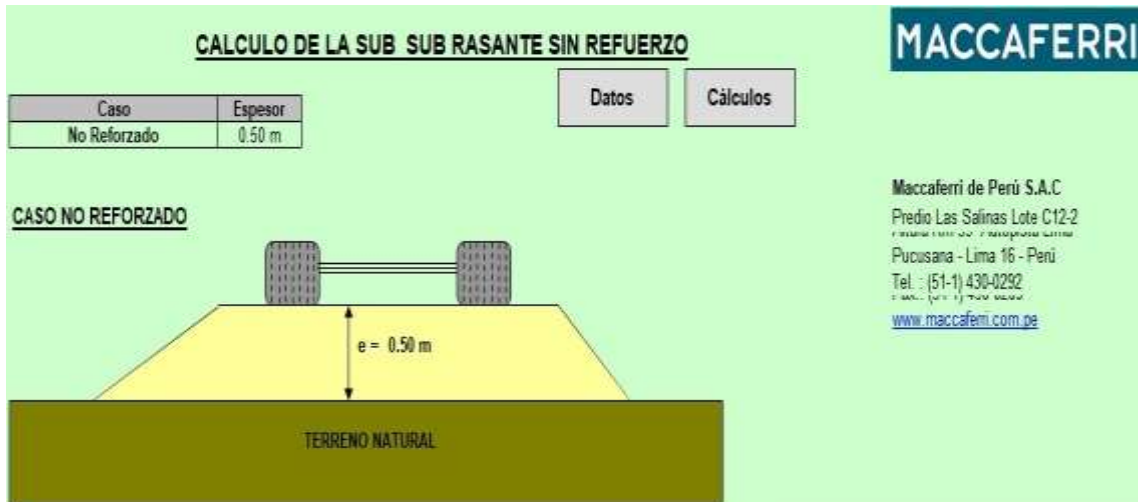 CALCULO DE LA SUB SUB RASANTE SIN REFUERZO
MACCAFERRI
Datos
Cálculos
Caso Espesor
No Reforzado 0.50 m
CASO NO REFORZADO
e = 0.50 m
TERRENO NATURAL
Maccaferri de Perú S.A.C
Predio Las Salinas Lote C12-2
Pucusana - Lima 16 - Perú
Tel. : (51-1) 430-0292
www.maccaferri.com.pe